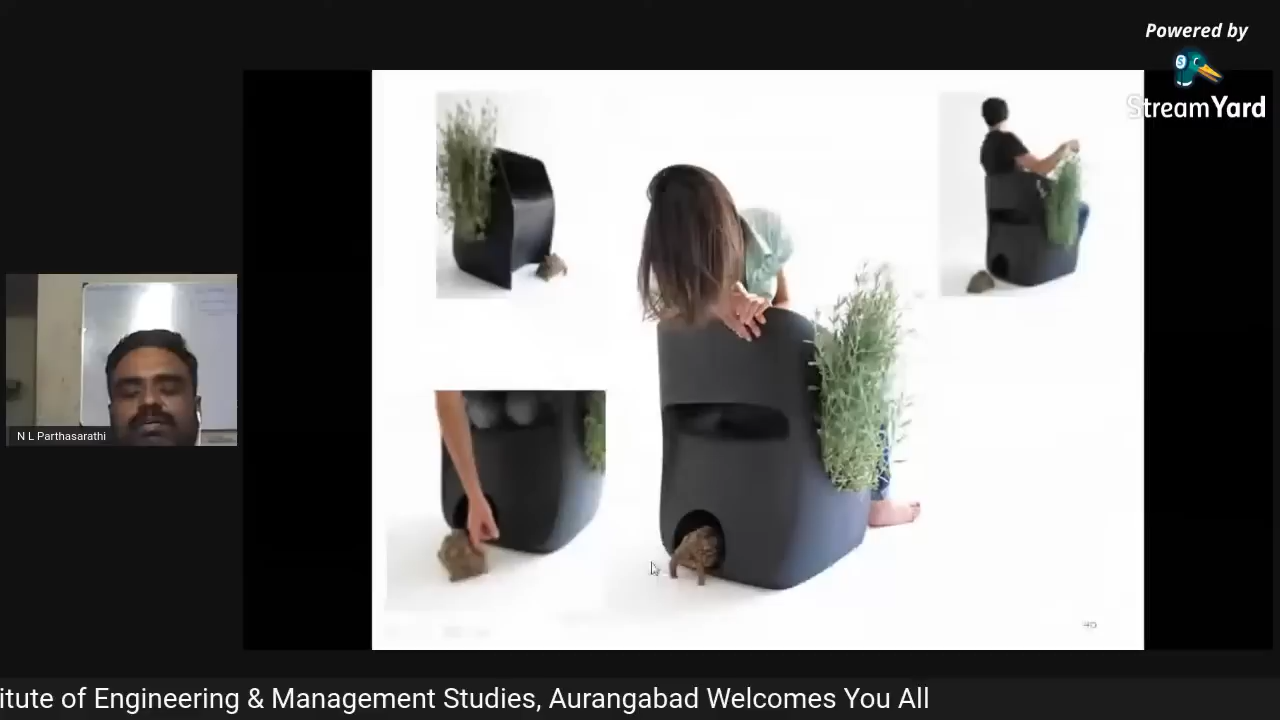 Powered by
StreamYard
N L Parthasarathi
itute of Engineering & Management Studies, Aurangabad Welcomes You All